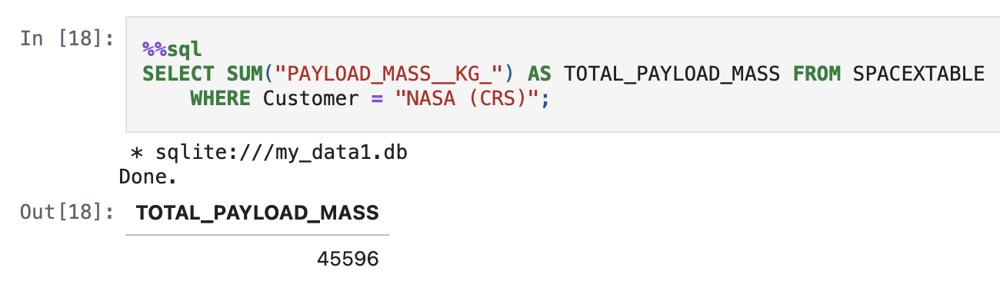 In [18]:
%%sql
SELECT SUM("PAYLOAD_MASS__KG_") AS TOTAL_PAYLOAD_MASS FROM SPACEXTABLE
    WHERE Customer = "NASA (CRS)";
* sqlite:///my_data1.db
Done.
Out[18]:
TOTAL_PAYLOAD_MASS
45596